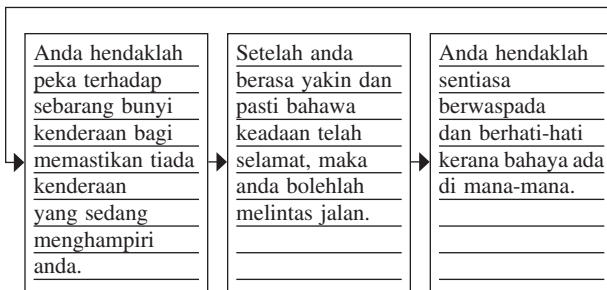 Anda hendaklah
peka terhadap
sebarang bunyi
kenderaan bagi
memastikan tiada
kenderaan
yang sedang
menghampiri
anda.
Setelah anda
berasa yakin dan
pasti bahawa
keadaan telah
selamat, maka
anda bolehlah
melintas jalan.
Anda hendaklah
sentiasa
berwaspada
dan berhati-hati
kerana bahaya ada
di mana-mana.